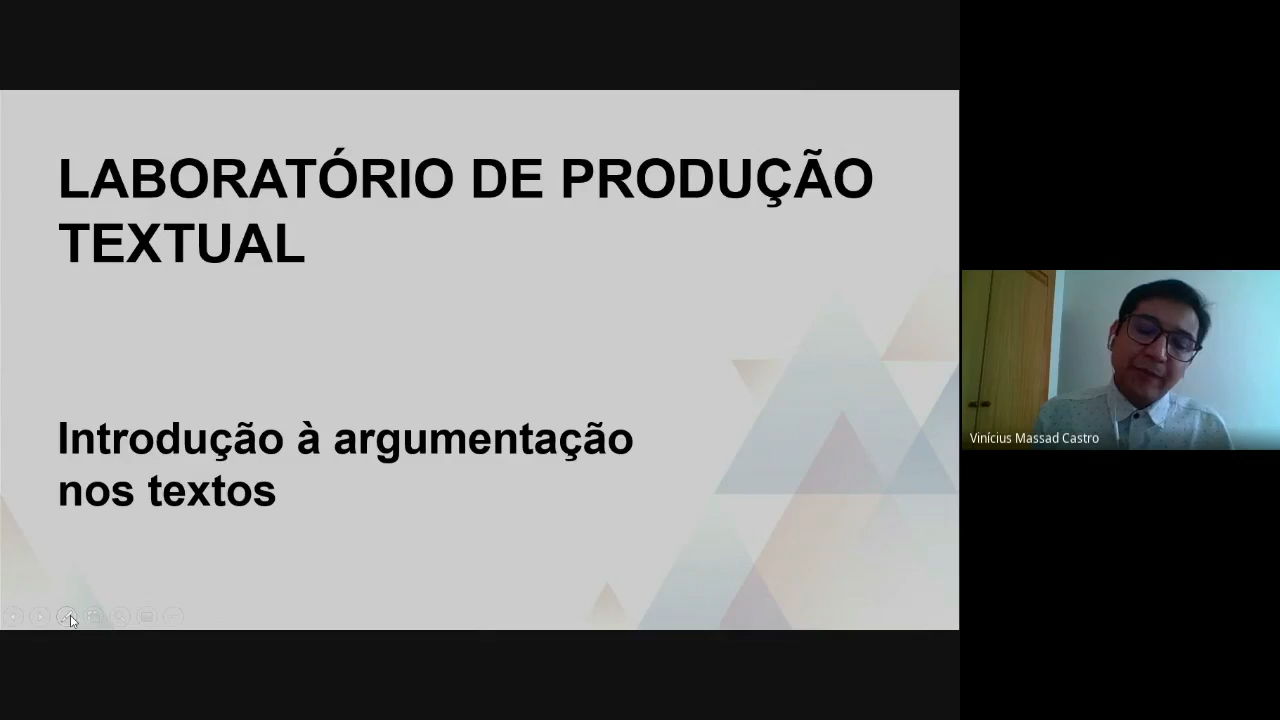 LABORATÓRIO DE PRODUÇÃO
TEXTUAL
Introdução à argumentação
nos textos
Vinícius Massad Castro